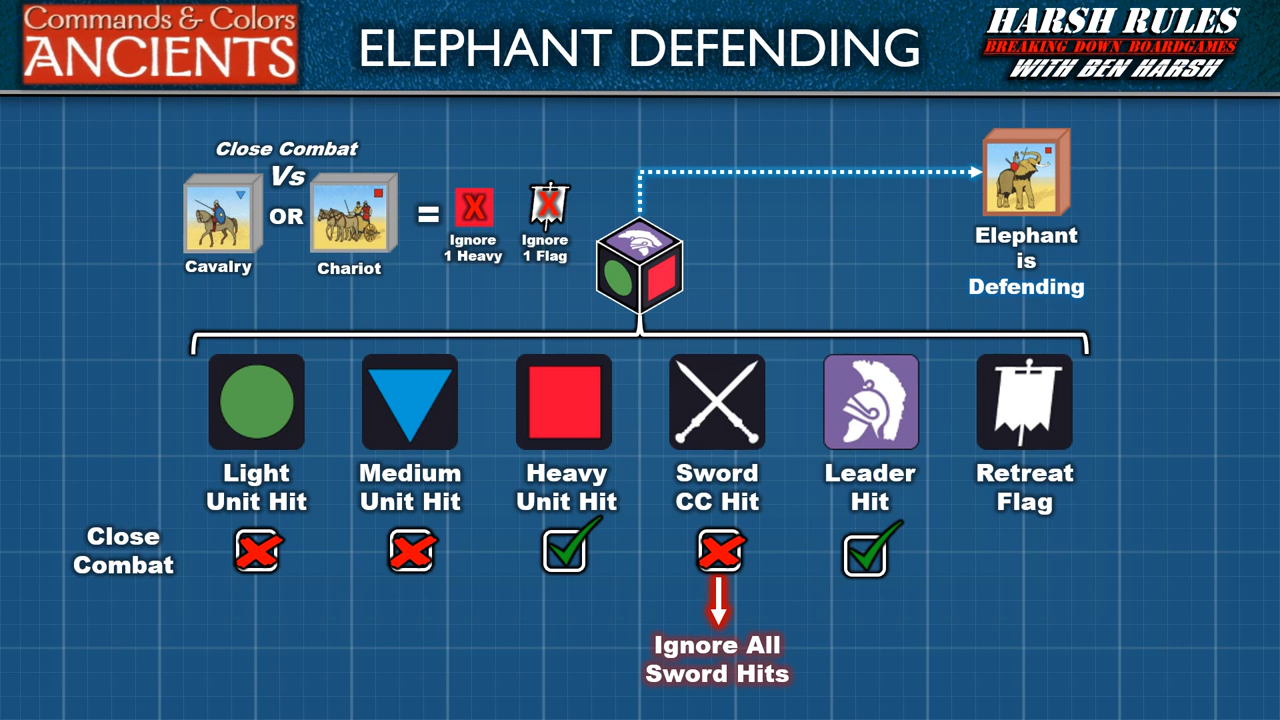 Commands & Colors
ANCIENTS
ELEPHANT DEFENDING
HARSH RULES
BREAKING DOWN BOARDGAMES
WITH BEN HARSH
Close Combat
Vs
OR
=
X
X
Cavalry
Chariot
Ignore
1 Heavy
Ignore
1 Flag
Elephant
is
Defending
Light
Unit Hit
Medium
Unit Hit
Heavy
Unit Hit
Sword
CC Hit
Leader
Hit
Retreat
Flag
Close
Combat
Ignore All
Sword Hits